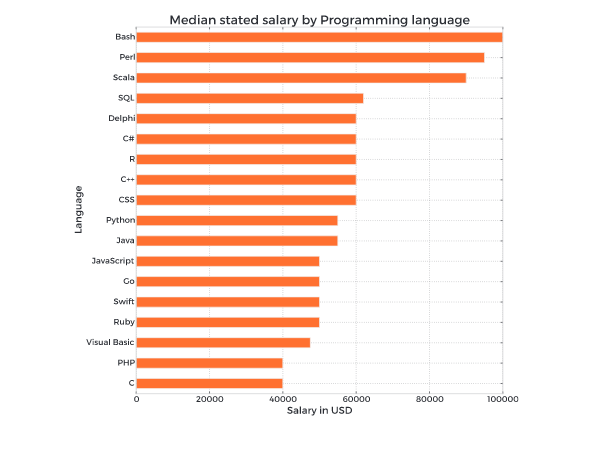 Median stated salary by Programming language
Bash
Perl
Scala
SQL
Delphi
C#
R
C++
CSS
Python
Java
JavaScript
Go
Swift
Ruby
Visual Basic
PHP
C
Language
0 20000 40000 60000 80000 100000
Salary in USD